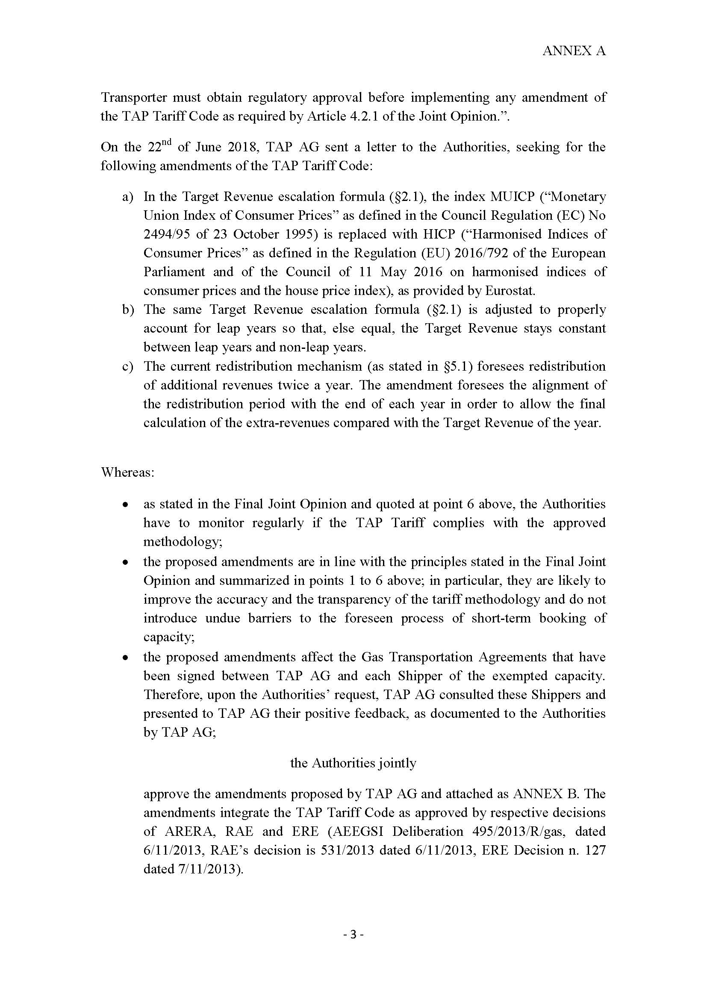 ANNEX A
Transporter must obtain regulatory approval before implementing any amendment of
the TAP Tariff Code as required by Article 4.2.1 of the Joint Opinion.”.
On the 22nd of June 2018, TAP AG sent a letter to the Authorities, seeking for the
following amendments of the TAP Tariff Code:
a) In the Target Revenue escalation formula (§2.1), the index MUICP (“Monetary
Union Index of Consumer Prices” as defined in the Council Regulation (EC) No
2494/95 of 23 October 1995) is replaced with HICP (“Harmonised Indices of
Consumer Prices” as defined in the Regulation (EU) 2016/792 of the European
Parliament and of the Council of 11 May 2016 on harmonised indices of
consumer prices and the house price index), as provided by Eurostat.
b) The same Target Revenue escalation formula (§2.1) is adjusted to properly
account for leap years so that, else equal, the Target Revenue stays constant
between leap years and non-leap years.
c) The current redistribution mechanism (as stated in §5.1) foresees redistribution
of additional revenues twice a year. The amendment foresees the alignment of
the redistribution period with the end of each year in order to allow the final
calculation of the extra-revenues compared with the Target Revenue of the year.
Whereas:
• as stated in the Final Joint Opinion and quoted at point 6 above, the Authorities
have to monitor regularly if the TAP Tariff complies with the approved
methodology;
• the proposed amendments are in line with the principles stated in the Final Joint
Opinion and summarized in points 1 to 6 above; in particular, they are likely to
improve the accuracy and the transparency of the tariff methodology and do not
introduce undue barriers to the foreseen process of short-term booking of
capacity;
• the proposed amendments affect the Gas Transportation Agreements that have
been signed between TAP AG and each Shipper of the exempted capacity.
Therefore, upon the Authorities’ request, TAP AG consulted these Shippers and
presented to TAP AG their positive feedback, as documented to the Authorities
by TAP AG;
the Authorities jointly
approve the amendments proposed by TAP AG and attached as ANNEX B. The
amendments integrate the TAP Tariff Code as approved by respective decisions
of ARERA, RAE and ERE (AEEGSI Deliberation 495/2013/R/gas, dated
6/11/2013, RAE’s decision is 531/2013 dated 6/11/2013, ERE Decision n. 127
dated 7/11/2013).
- 3 -